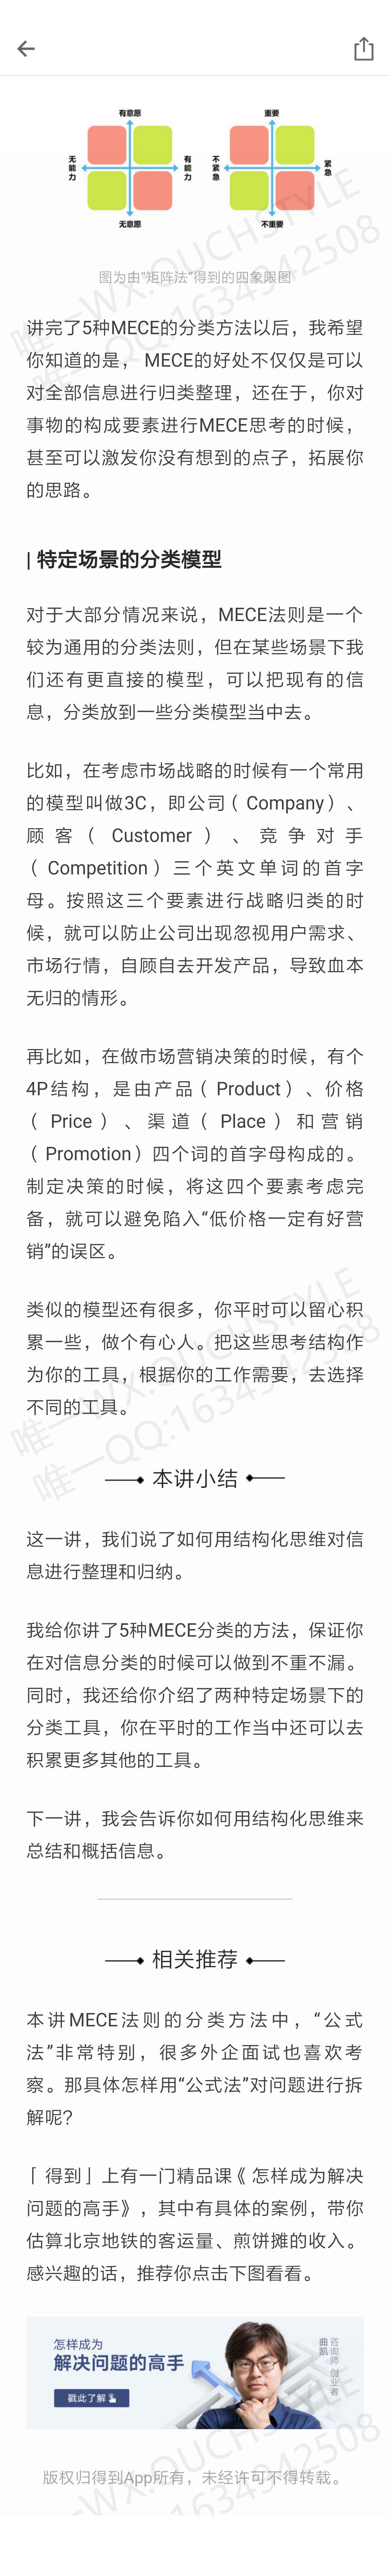 有意愿
无能力
有能力
无意愿
重要
不紧急
紧急
不重要
图为由“矩阵法”得到的四象限图
讲完了5种MECE的分类方法以后，我希望
你知道的是， MECE的好处不仅仅是可以
对全部信息进行归类整理，还在于，你对
事物的构成要素进行MECE思考的时候，
甚至可以激发你没有想到的点子，拓展你
的思路。
| 特定场景的分类模型
对于大部分情况来说，MECE法则是一个
较为通用的分类法则，但在某些场景下我
们还有更直接的模型，可以把现有的信
息，分类放到一些分类模型当中去。
比如，在考虑市场战略的时候有一个常用
的模型叫做3C，即公司（ Company）、
顾客（ Customer ）、竞争对手
（ Competition ）三个英文单词的首字
母。按照这三个要素进行战略归类的时
候，就可以防止公司出现忽视用户需求、
市场行情，自顾自去开发产品，导致血本
无归的情形。
再比如，在做市场营销决策的时候，有个
4P结构，是由产品（ Product ）、价格
（ Price ）、渠道（ Place ）和营销
（ Promotion）四个词的首字母构成的。
制定决策的时候，将这四个要素考虑完
备，就可以避免陷入“低价格一定有好营
销”的误区。
类似的模型还有很多，你平时可以留心积
累一些，做个有心人。把这些思考结构作
为你的工具，根据你的工作需要，去选择
不同的工具。
本讲小结
这一讲，我们说了如何用结构化思维对信
息进行整理和归纳。
我给你讲了5种MECE分类的方法，保证你
在对信息分类的时候可以做到不重不漏。
同时，我还给你介绍了两种特定场景下的
分类工具，你在平时的工作当中还可以去
积累更多其他的工具。
下一讲，我会告诉你如何用结构化思维来
总结和概括信息。
相关推荐
本讲MECE法则的分类方法中，“公式
法”非常特别，很多外企面试也喜欢考
察。那具体怎样用“公式法”对问题进行拆
解呢？
「 得到」上有一门精品课《 怎样成为解决
问题的高手》，其中有具体的案例，带你
估算北京地铁的客运量、煎饼摊的收入。
感兴趣的话，推荐你点击下图看看。
怎样成为
解决问题的高手
戳此了解
曲凯
咨询师 创业者
版权归得到App所有，未经许可不得转载。
唯一WX:OUCHSTYLE
唯一QQ:1634942508
唯一WX:OUCHSTYLE
唯一QQ:1634942508